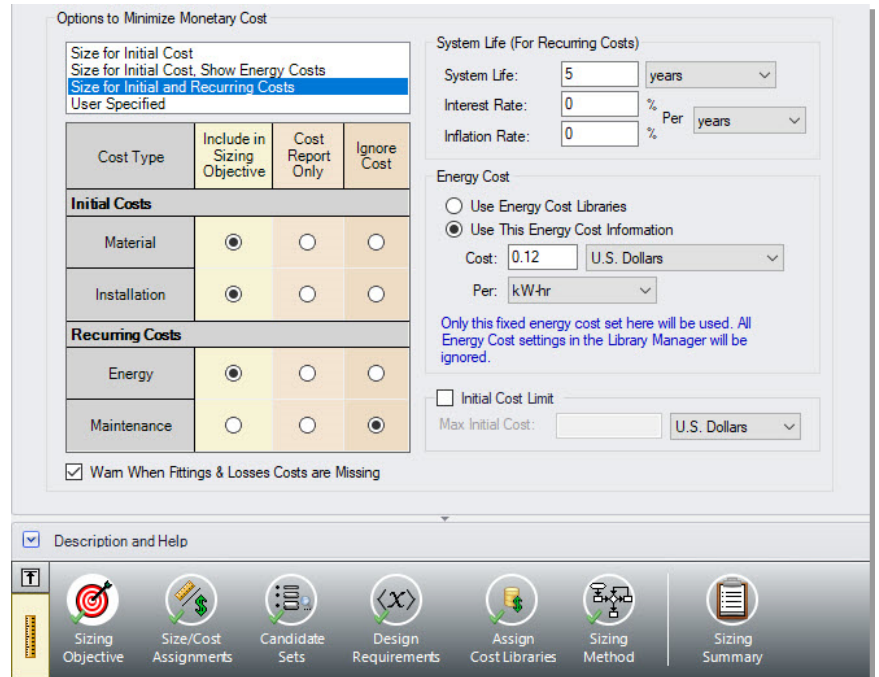 Options to Minimize Monetary Cost
Size for Initial Cost
Size for Initial Cost, Show Energy Costs
Size for Initial and Recurring Costs
User Specified
Cost Type
Include in
Sizing
Objective
Cost
Report
Only
Ignore
Cost
Initial Costs
Material
Installation
Recurring Costs
Energy
Maintenance
Warn When Fittings & Losses Costs are Missing
System Life (For Recurring Costs)
System Life: 5 years
Interest Rate: 0 %
Per years
Inflation Rate: 0 %
Energy Cost
Use Energy Cost Libraries
Use This Energy Cost Information
Cost: 0.12 U.S. Dollars
Per: kW-hr
Only this fixed energy cost set here will be used. All
Energy Cost settings in the Library Manager will be
ignored.
Initial Cost Limit
Max Initial Cost: U.S. Dollars
Description and Help
Sizing
Objective
Size/Cost
Assignments
Candidate
Sets
Design
Requirements
Assign
Cost Libraries
Sizing
Method
Sizing
Summary